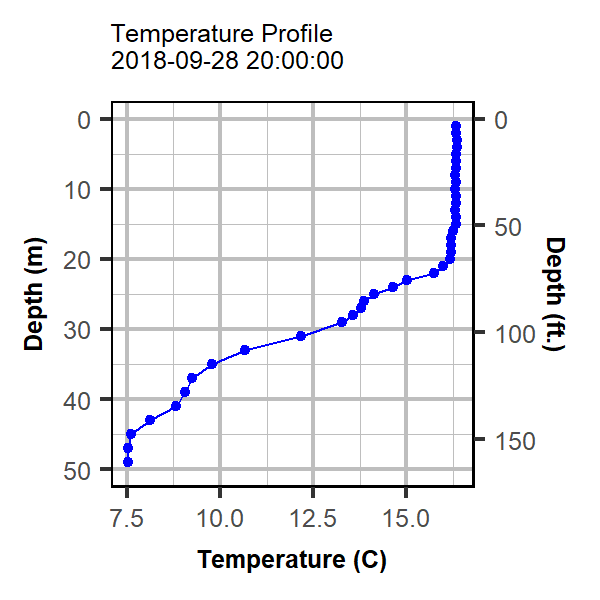 Temperature Profile
2018-09-28 20:00:00
0
10
20
30
40
50
Depth (m)
0
50
100
150
Depth (ft.)
7.5 10.0 12.5 15.0
Temperature (C)